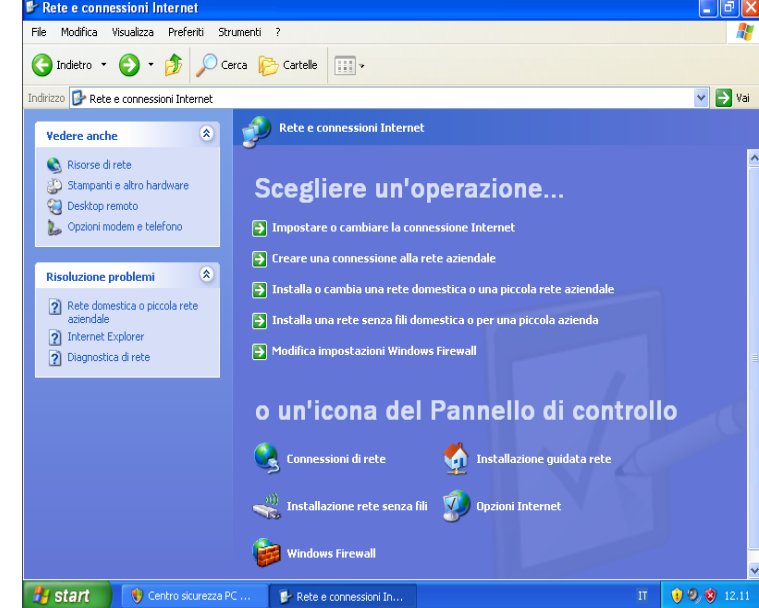 Rete e connessioni Internet
File Modifica Visualizza Preferiti Strumenti ?
Indietro Cerca Cartelle
Indirizzo Rete e connessioni Internet Vai
Vedere anche
Risorse di rete
Stampanti e altro hardware
Desktop remoto
Opzioni modem e telefono
Risoluzione problemi
Rete domestica o piccola rete
aziendale
Internet Explorer
Diagnostica di rete
Rete e connessioni Internet
Scegliere un'operazione...
Impostare o cambiare la connessione Internet
Creare una connessione alla rete aziendale
Installa o cambia una rete domestica o una piccola rete aziendale
Installa una rete senza fili domestica o per una piccola azienda
Modifica impostazioni Windows Firewall
o un'icona del Pannello di controllo
Connessioni di rete Installazione guidata rete
Installazione rete senza fili Opzioni Internet
Windows Firewall
start Centro sicurezza PC ... Rete e connessioni In... IT 12.11